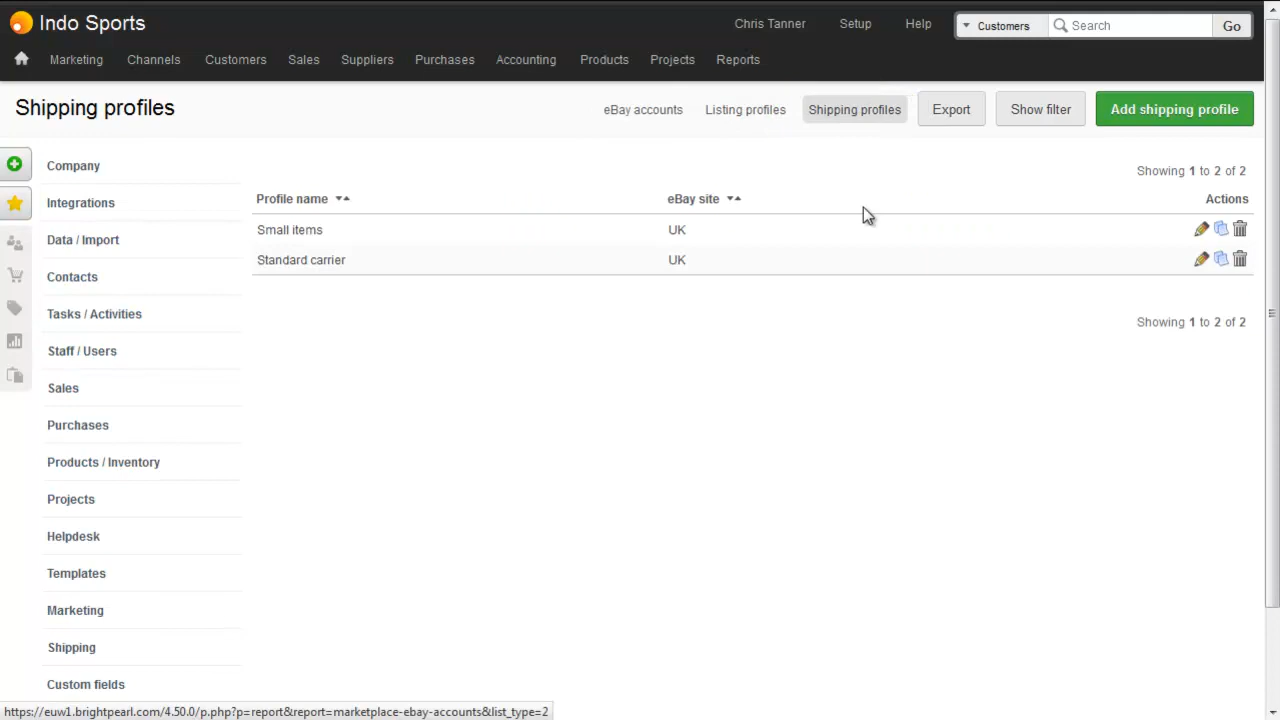 Indo Sports
Chris Tanner Setup Help Customers Search Go
Marketing Channels Customers Sales Suppliers Purchases Accounting Products Projects Reports
Shipping profiles eBay accounts Listing profiles Shipping profiles Export Show filter Add shipping profile
Company
Integrations
Data / Import
Contacts
Tasks / Activities
Staff / Users
Sales
Purchases
Products / Inventory
Projects
Helpdesk
Templates
Marketing
Shipping
Custom fields
Showing 1 to 2 of 2
Profile name eBay site Actions
Small items UK
Standard carrier UK
Showing 1 to 2 of 2
https://euw1.brightpearl.com/4.50.0/p.php?p=report&report=marketplace-ebay-accounts&list_type=2